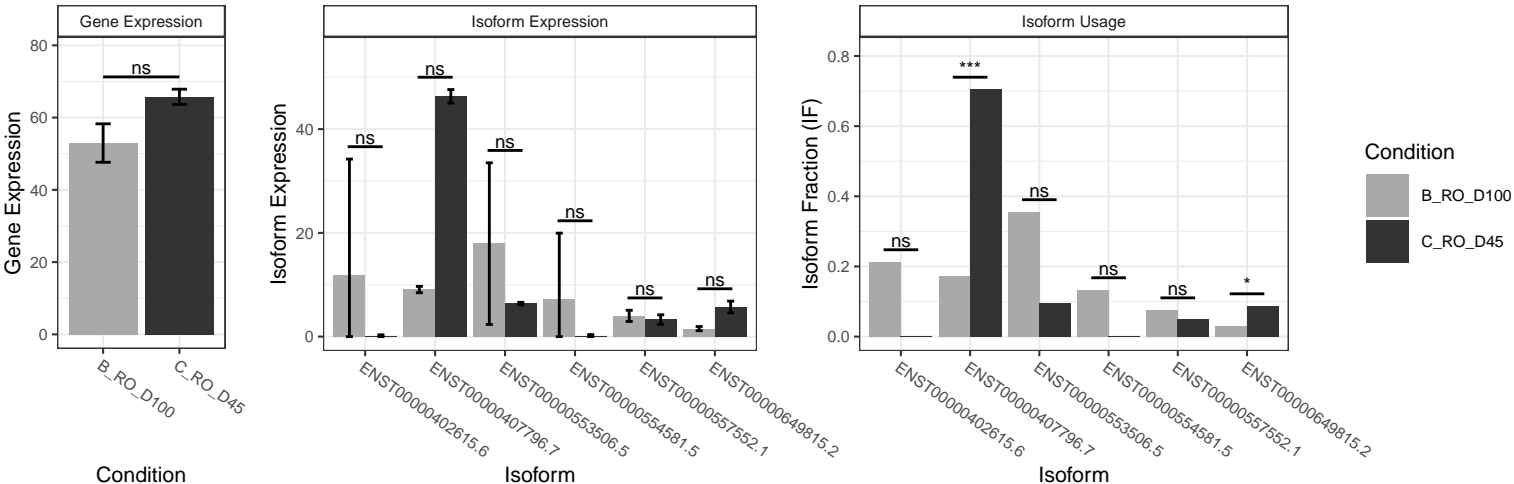 Gene Expression
Isoform Expression
Isoform Usage
Gene Expression
80
60
40
20
0
ns
B_RO_D100
C_RO_D45
Condition
Isoform Expression
40
20
0
ns
ns
ns
ns
ns
ns
ENST00000402615.6
ENST00000407796.7
ENST00000553506.5
ENST00000554581.5
ENST00000557552.1
ENST00000649815.2
Isoform
Isoform Fraction (IF)
0.8
0.6
0.4
0.2
0.0
ns
***
ns
ns
ns
*
ENST00000402615.6
ENST00000407796.7
ENST00000553506.5
ENST00000554581.5
ENST00000557552.1
ENST00000649815.2
Isoform
Condition
B_RO_D100
C_RO_D45